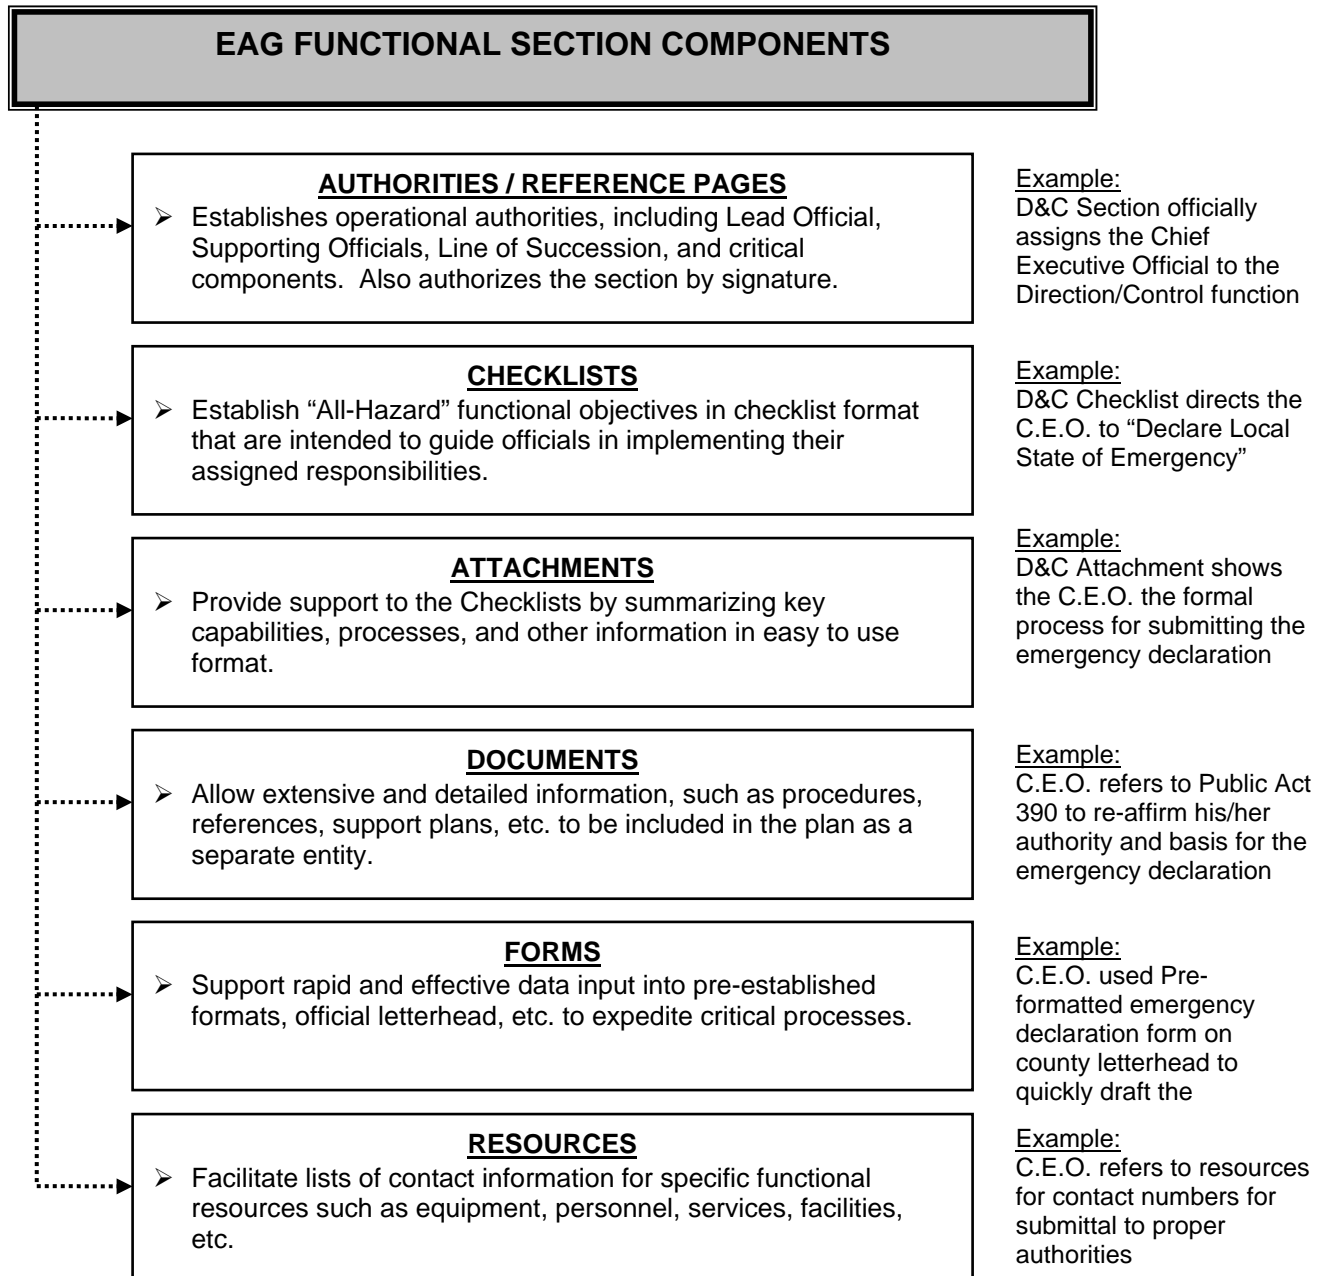 EAG FUNCTIONAL SECTION COMPONENTS
AUTHORITIES / REFERENCE PAGES
➢ Establishes operational authorities, including Lead Official,
Supporting Officials, Line of Succession, and critical
components.  Also authorizes the section by signature.
Example:
D&C Section officially
assigns the Chief
Executive Official to the
Direction/Control function
CHECKLISTS
➢ Establish “All-Hazard” functional objectives in checklist format
that are intended to guide officials in implementing their
assigned responsibilities.
Example:
D&C Checklist directs the
C.E.O. to “Declare Local
State of Emergency”
ATTACHMENTS
➢ Provide support to the Checklists by summarizing key
capabilities, processes, and other information in easy to use
format.
Example:
D&C Attachment shows
the C.E.O. the formal
process for submitting the
emergency declaration
DOCUMENTS
➢ Allow extensive and detailed information, such as procedures,
references, support plans, etc. to be included in the plan as a
separate entity.
Example:
C.E.O. refers to Public Act
390 to re-affirm his/her
authority and basis for the
emergency declaration
FORMS
➢ Support rapid and effective data input into pre-established
formats, official letterhead, etc. to expedite critical processes.
Example:
C.E.O. used Pre-
formatted emergency
declaration form on
county letterhead to
quickly draft the
RESOURCES
➢ Facilitate lists of contact information for specific functional
resources such as equipment, personnel, services, facilities,
etc.
Example:
C.E.O. refers to resources
for contact numbers for
submittal to proper
authorities